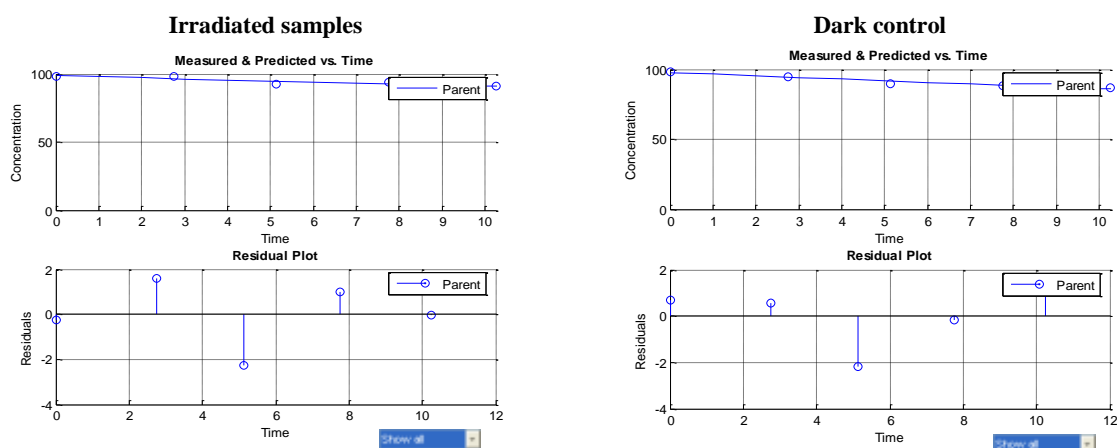 Irradiated samples
Measured & Predicted vs. Time
Parent
Concentration
100
50
0
0 1 2 3 4 5 6 7 8 9 10
Time
Residual Plot
Parent
Residuals
2
0
-2
-4
0 2 4 6 8 10 12
Time
Show all
Dark control
Measured & Predicted vs. Time
Parent
Concentration
100
50
0
0 1 2 3 4 5 6 7 8 9 10
Time
Residual Plot
Parent
Residuals
2
0
-2
-4
0 2 4 6 8 10 12
Time
Show all